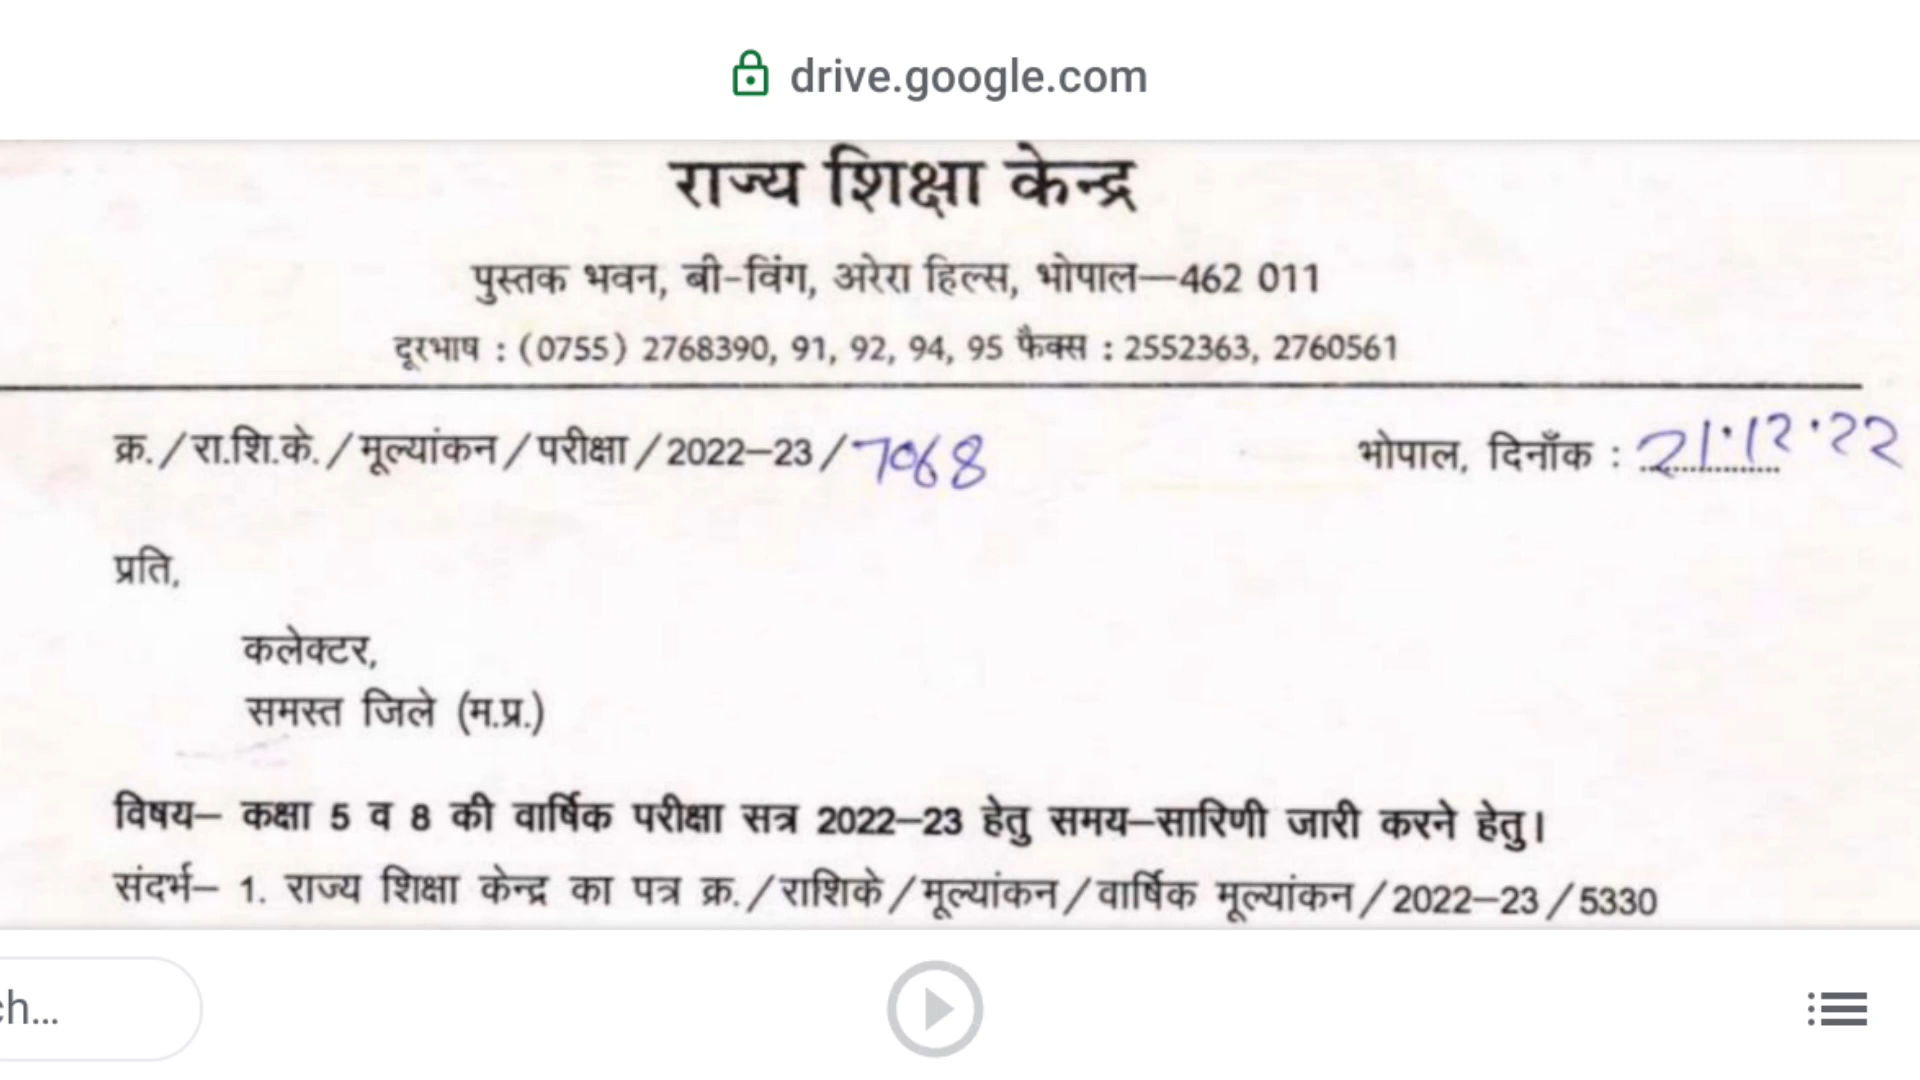 drive.google.com
राज्य शिक्षा केन्द्र
पुस्तक भवन, बी-विंग, अरेरा हिल्स, भोपाल—462 011
दूरभाष : (0755) 2768390, 91, 92, 94, 95 फैक्स : 2552363, 2760561
क्र./रा.शि.के./मूल्यांकन/परीक्षा/2022—23/7068 भोपाल, दिनाँक : 21.12.22
प्रति,
कलेक्टर,
समस्त जिले (म.प्र.)
विषय— कक्षा 5 व 8 की वार्षिक परीक्षा सत्र 2022—23 हेतु समय—सारिणी जारी करने हेतु।
संदर्भ— 1. राज्य शिक्षा केन्द्र का पत्र क्र./राशिके/मूल्यांकन/वार्षिक मूल्यांकन/2022—23/5330
ch...